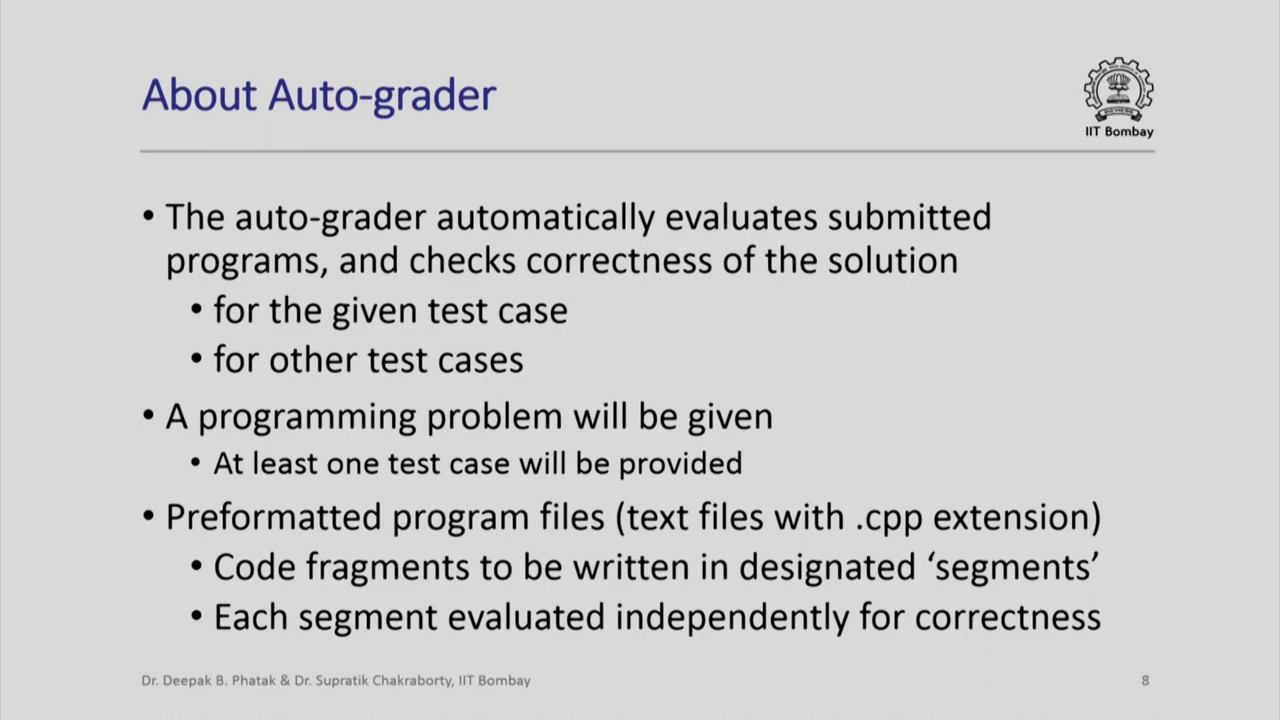 About Auto-grader
IIT Bombay
• The auto-grader automatically evaluates submitted
programs, and checks correctness of the solution
• for the given test case
• for other test cases
• A programming problem will be given
• At least one test case will be provided
• Preformatted program files (text files with .cpp extension)
• Code fragments to be written in designated ‘segments’
• Each segment evaluated independently for correctness
Dr. Deepak B. Phatak & Dr. Supratik Chakraborty, IIT Bombay
8